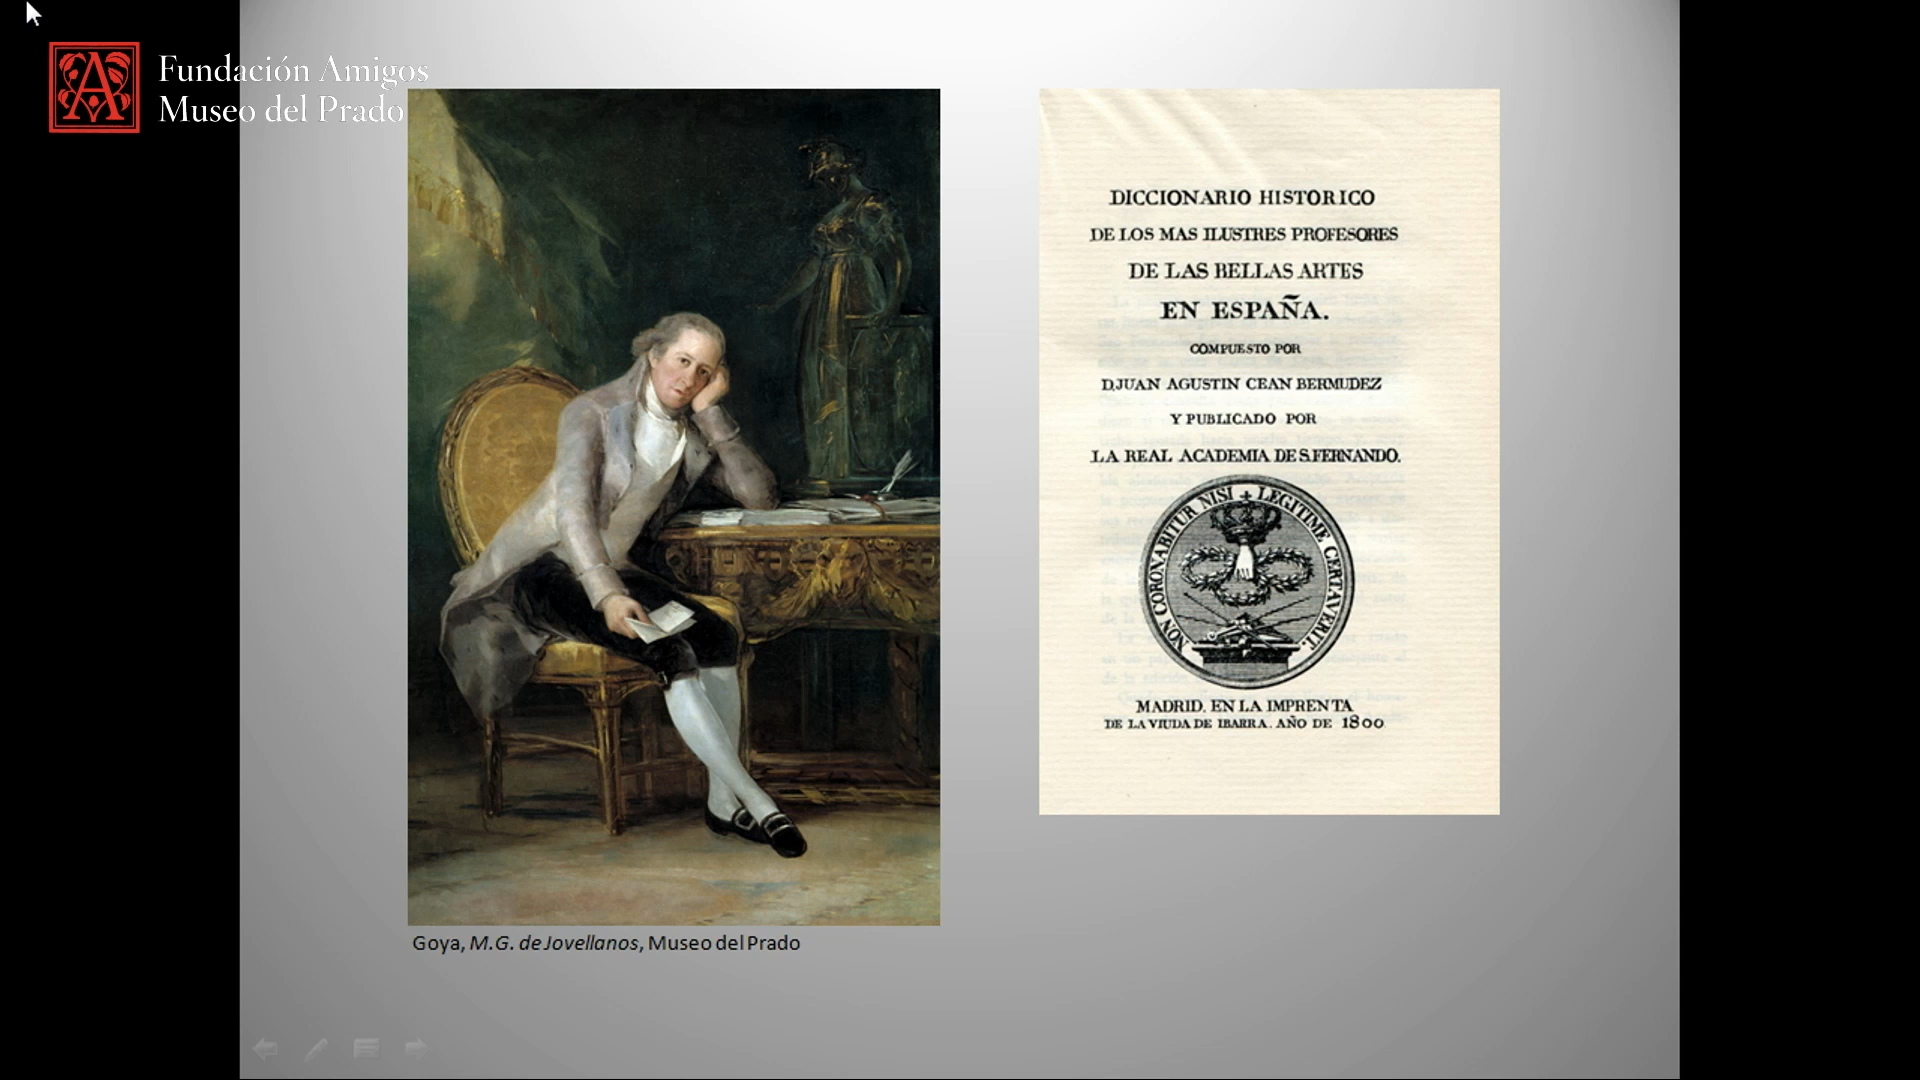 Fundación Amigos
Museo del Prado
Goya, M.G. de Jovellanos, Museo del Prado
DICCIONARIO HISTORICO
DE LOS MAS ILUSTRES PROFESORES
DE LAS BELLAS ARTES
EN ESPAÑA.
COMPUESTO POR
D.JUAN AGUSTIN CEAN BERMUDEZ
Y PUBLICADO POR
LA REAL ACADEMIA DE S.FERNANDO.
NON CORONABITUR NISI LEGITIME CERTAVERIT.
MADRID. EN LA IMPRENTA
DE LA VIUDA DE IBARRA. AÑO DE 1800